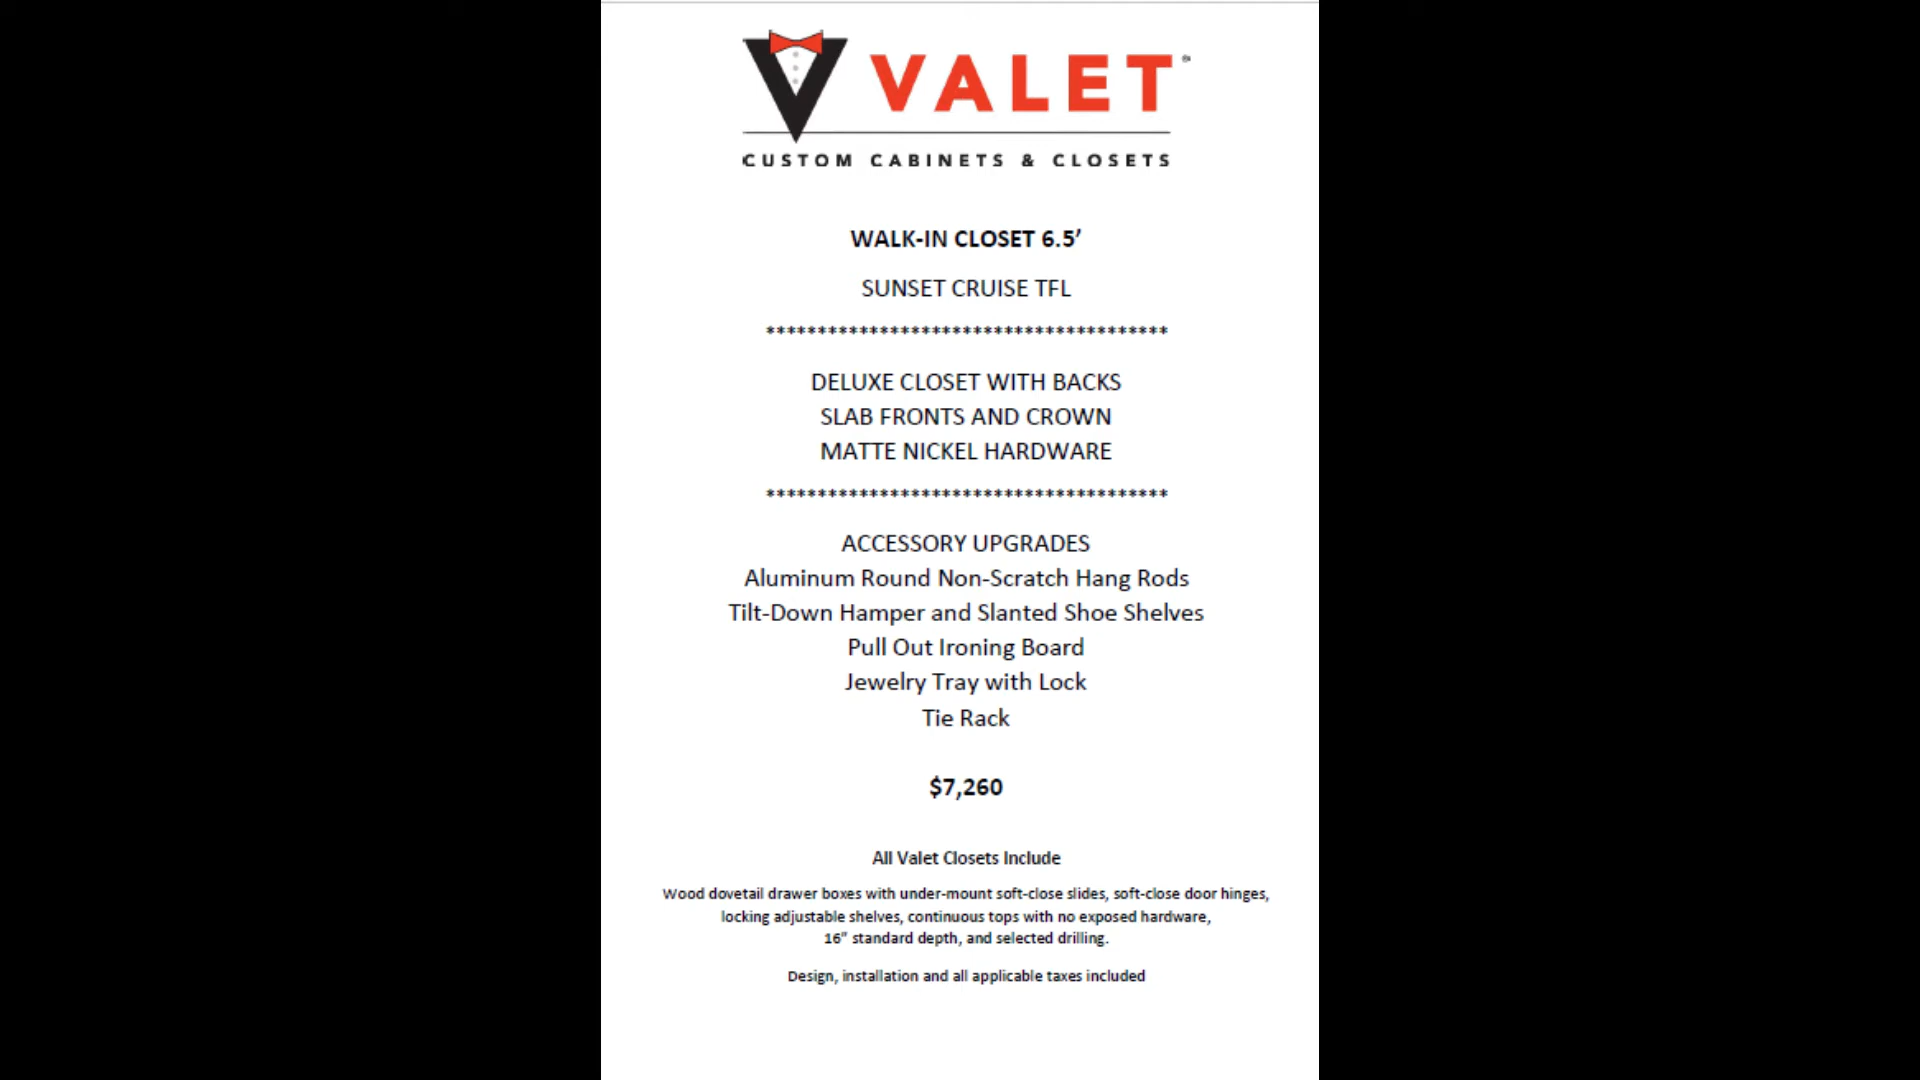 VALET
CUSTOM CABINETS & CLOSETS
WALK-IN CLOSET 6.5’
SUNSET CRUISE TFL
***************************************
DELUXE CLOSET WITH BACKS
SLAB FRONTS AND CROWN
MATTE NICKEL HARDWARE
***************************************
ACCESSORY UPGRADES
Aluminum Round Non-Scratch Hang Rods
Tilt-Down Hamper and Slanted Shoe Shelves
Pull Out Ironing Board
Jewelry Tray with Lock
Tie Rack
$7,260
All Valet Closets Include
Wood dovetail drawer boxes with under-mount soft-close slides, soft-close door hinges,
locking adjustable shelves, continuous tops with no exposed hardware,
16” standard depth, and selected drilling.
Design, installation and all applicable taxes included